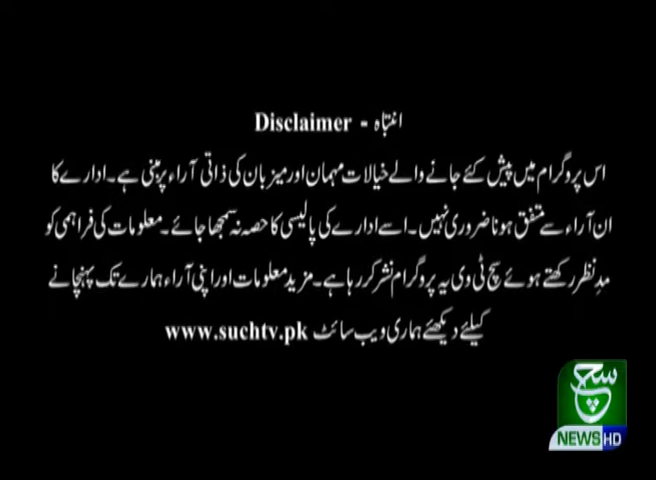 انتباہ - Disclaimer
اس پروگرام میں پیش کئے جانے والے خیالات مہمان اور میزبان کی ذاتی آراء پر مبنی ہے۔ ادارے کا
ان آراء سے متفق ہونا ضروری نہیں۔ اسے ادارے کی پالیسی کا حصہ نہ سمجھا جائے۔ معلومات کی فراہمی کو
مدِنظر رکھتے ہوئے سچ ٹی وی یہ پروگرام نشر کر رہا ہے۔ مزید معلومات اور اپنی آراء ہمارے تک پہنچانے
کیلئے دیکھئے ہماری ویب سائٹ www.suchtv.pk
سچ
NEWS HD